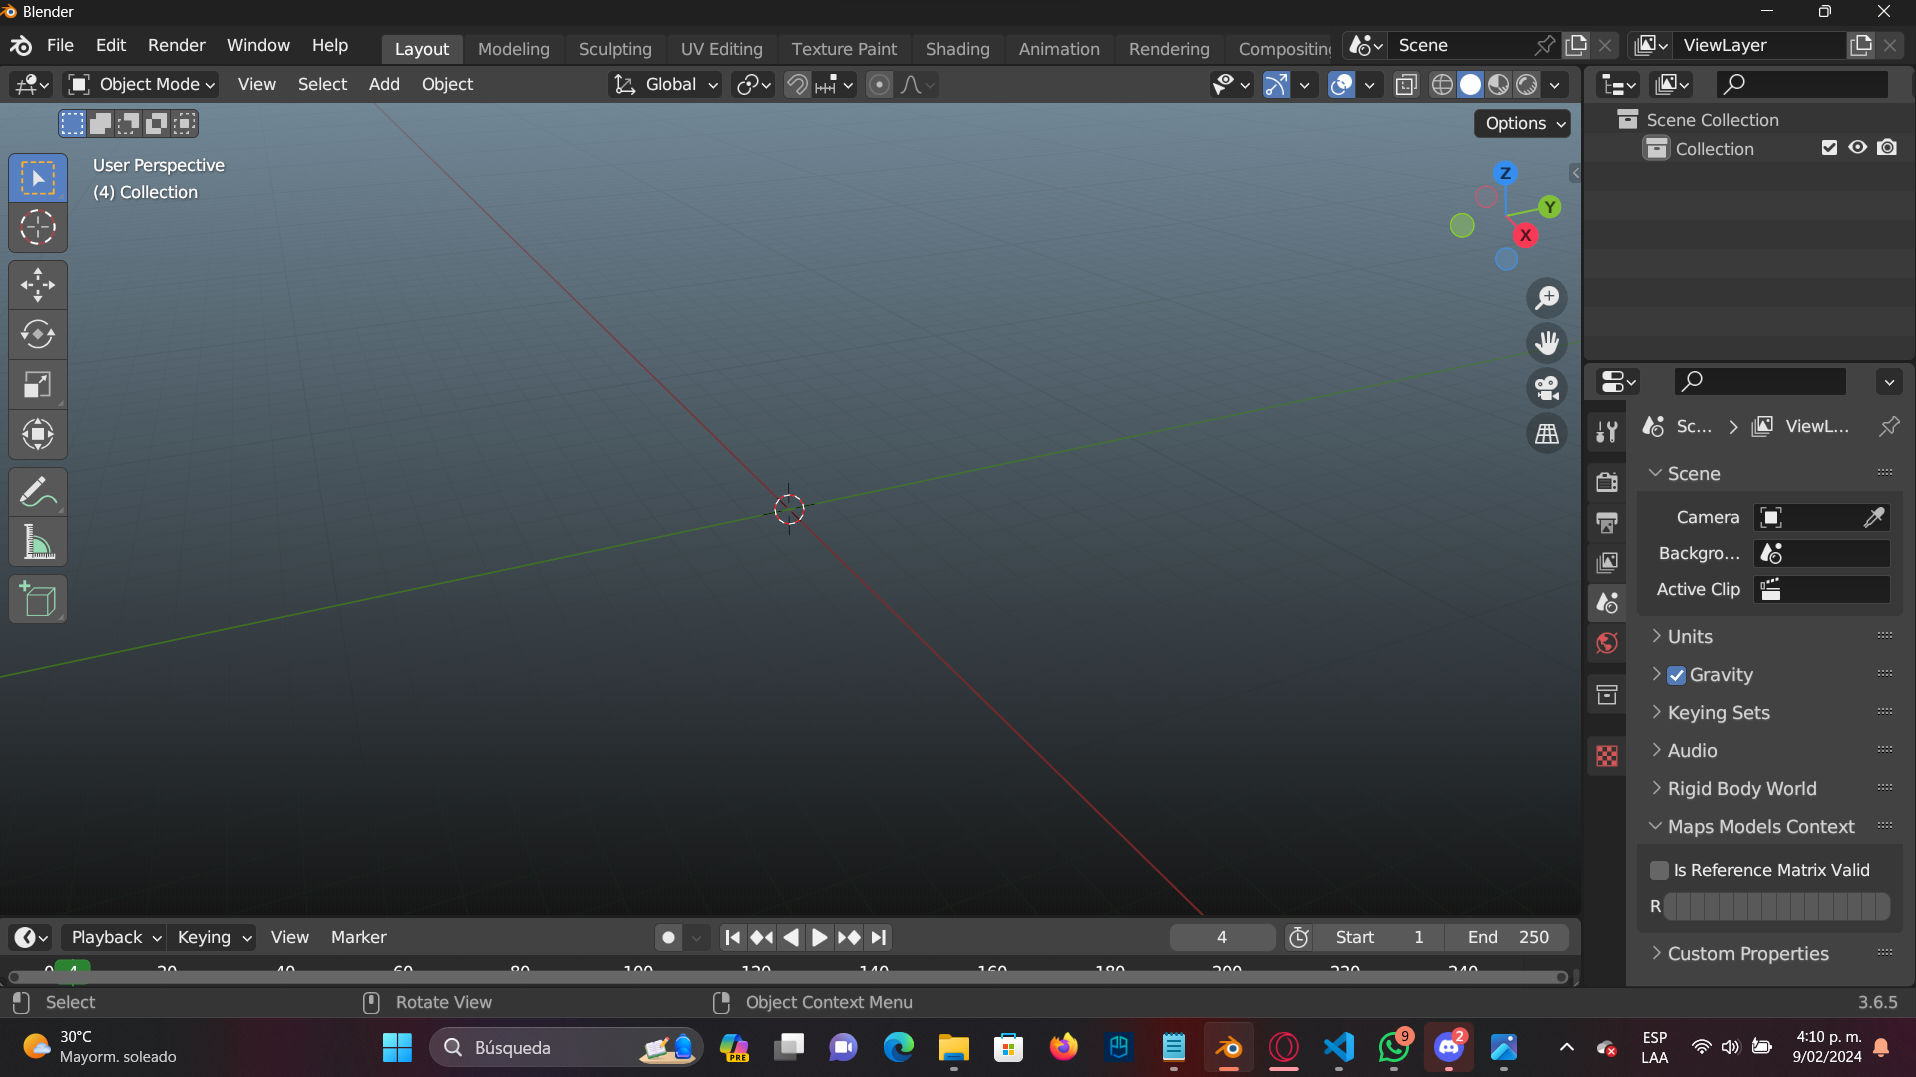 Blender
File Edit Render Window Help Layout Modeling Sculpting UV Editing Texture Paint Shading Animation Rendering Compositing Scene ViewLayer
Object Mode View Select Add Object Global
Options
User Perspective
(4) Collection
Z
Y
X
Scene Collection
Collection
Sc... ViewL...
Scene
Camera
Backgro...
Active Clip
Units
Gravity
Keying Sets
Audio
Rigid Body World
Maps Models Context
Is Reference Matrix Valid
R
Custom Properties
Playback Keying View Marker 4 Start 1 End 250
0 4 20 40 60 80 100 120 140 160 180 200 220 240
Select Rotate View Object Context Menu 3.6.5
30°C
Mayorm. soleado
Búsqueda
PRE
9
2
ESP
LAA
4:10 p. m.
9/02/2024